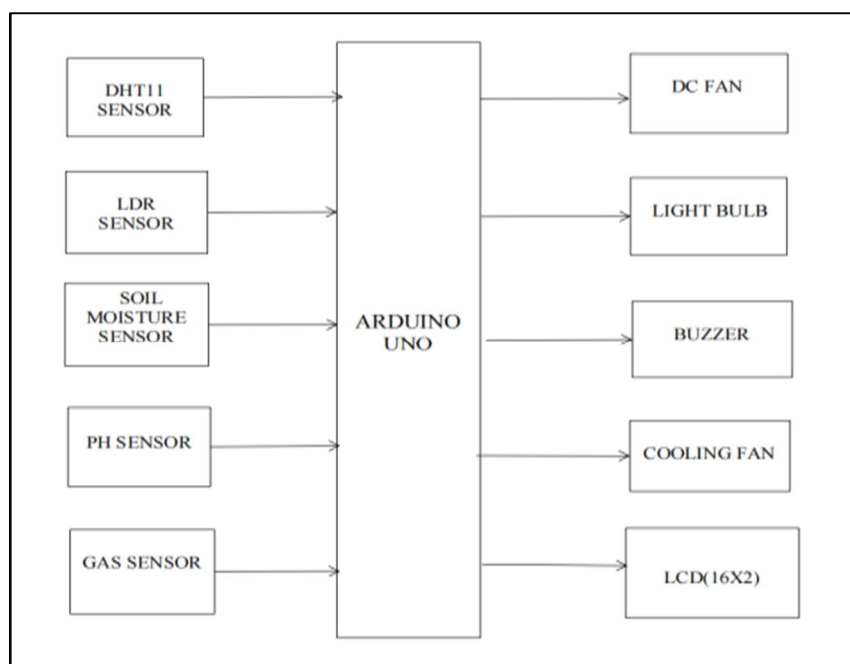 DHT11
SENSOR
LDR
SENSOR
SOIL
MOISTURE
SENSOR
PH SENSOR
GAS SENSOR
ARDUINO
UNO
DC FAN
LIGHT BULB
BUZZER
COOLING FAN
LCD(16X2)